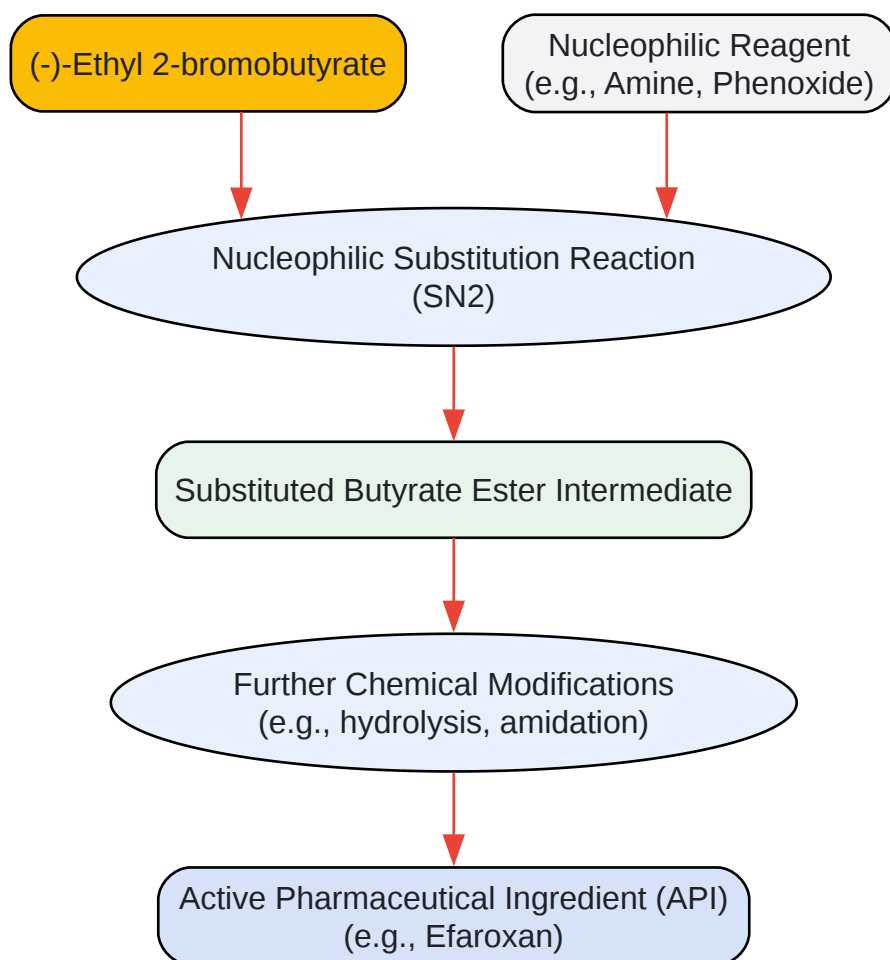 (-)-Ethyl 2-bromobutyrate
Nucleophilic Reagent
(e.g., Amine, Phenoxide)
Nucleophilic Substitution Reaction
(SN2)
Substituted Butyrate Ester Intermediate
Further Chemical Modifications
(e.g., hydrolysis, amidation)
Active Pharmaceutical Ingredient (API)
(e.g., Efaroxan)